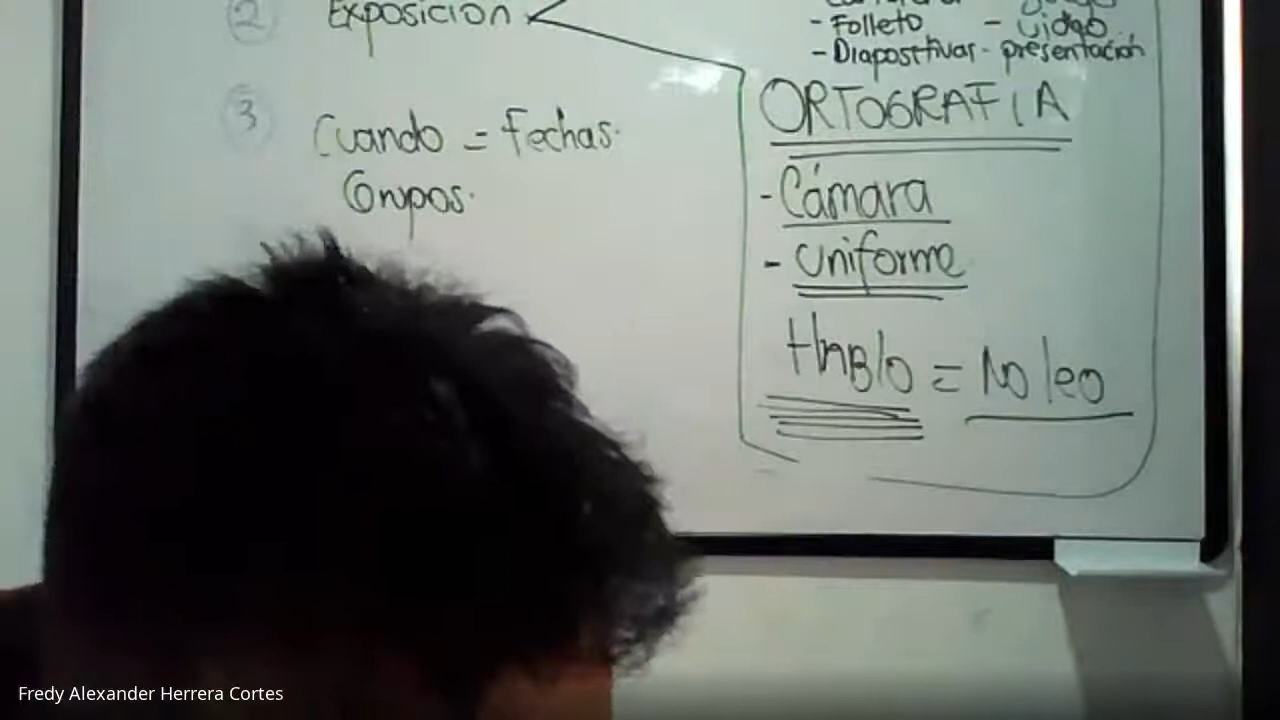 2 Exposición
- Folleto - video
- Diapositivas - presentación
ORTOGRAFIA
3 Cuando = Fechas.
Grupos.
- Cámara
- Uniforme
HABlo = No leo
Fredy Alexander Herrera Cortes